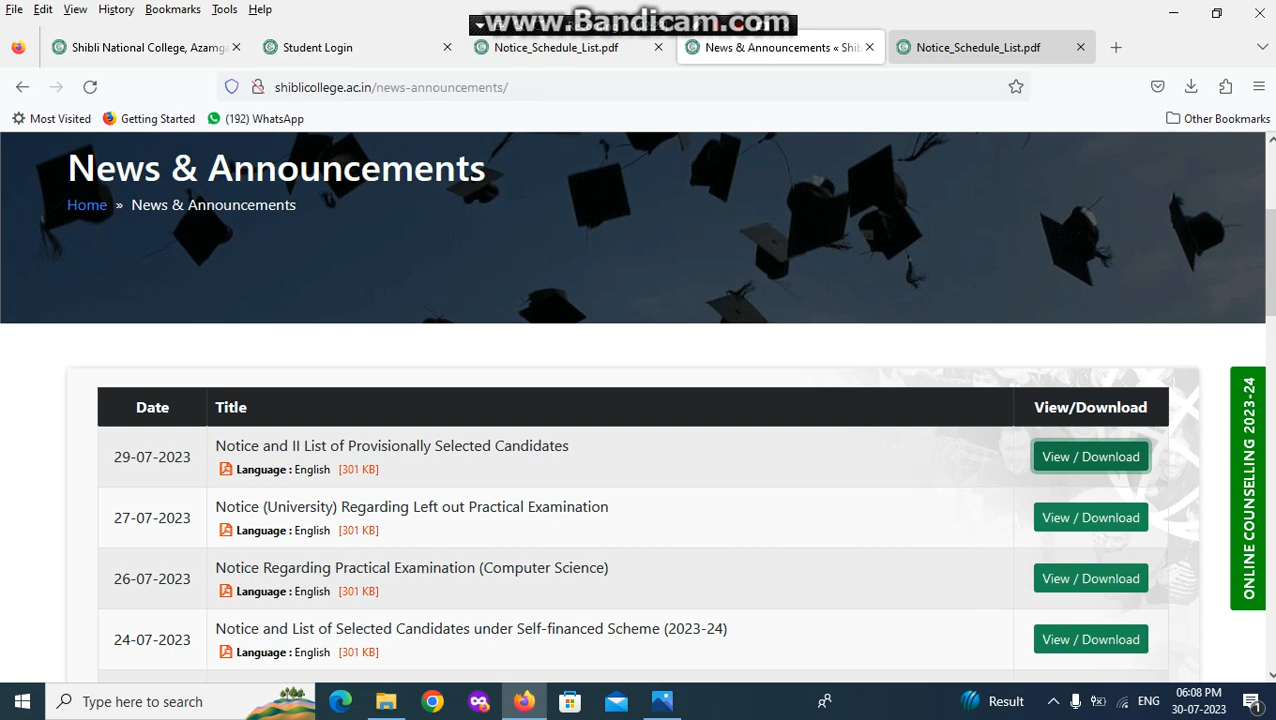 File Edit View History Bookmarks Tools Help
www.Bandicam.com
Shibli National College, Azamga
Student Login
Notice_Schedule_List.pdf
News & Announcements « Shib
Notice_Schedule_List.pdf
shiblicollege.ac.in/news-announcements/
Most Visited Getting Started (192) WhatsApp Other Bookmarks
News & Announcements
Home » News & Announcements
Date Title View/Download
29-07-2023 Notice and II List of Provisionally Selected Candidates View / Download
Language : English [301 KB]
27-07-2023 Notice (University) Regarding Left out Practical Examination View / Download
Language : English [301 KB]
26-07-2023 Notice Regarding Practical Examination (Computer Science) View / Download
Language : English [301 KB]
24-07-2023 Notice and List of Selected Candidates under Self-financed Scheme (2023-24) View / Download
Language : English [301 KB]
ONLINE COUNSELLING 2023-24
Type here to search
Result
ENG
06:08 PM
30-07-2023
1